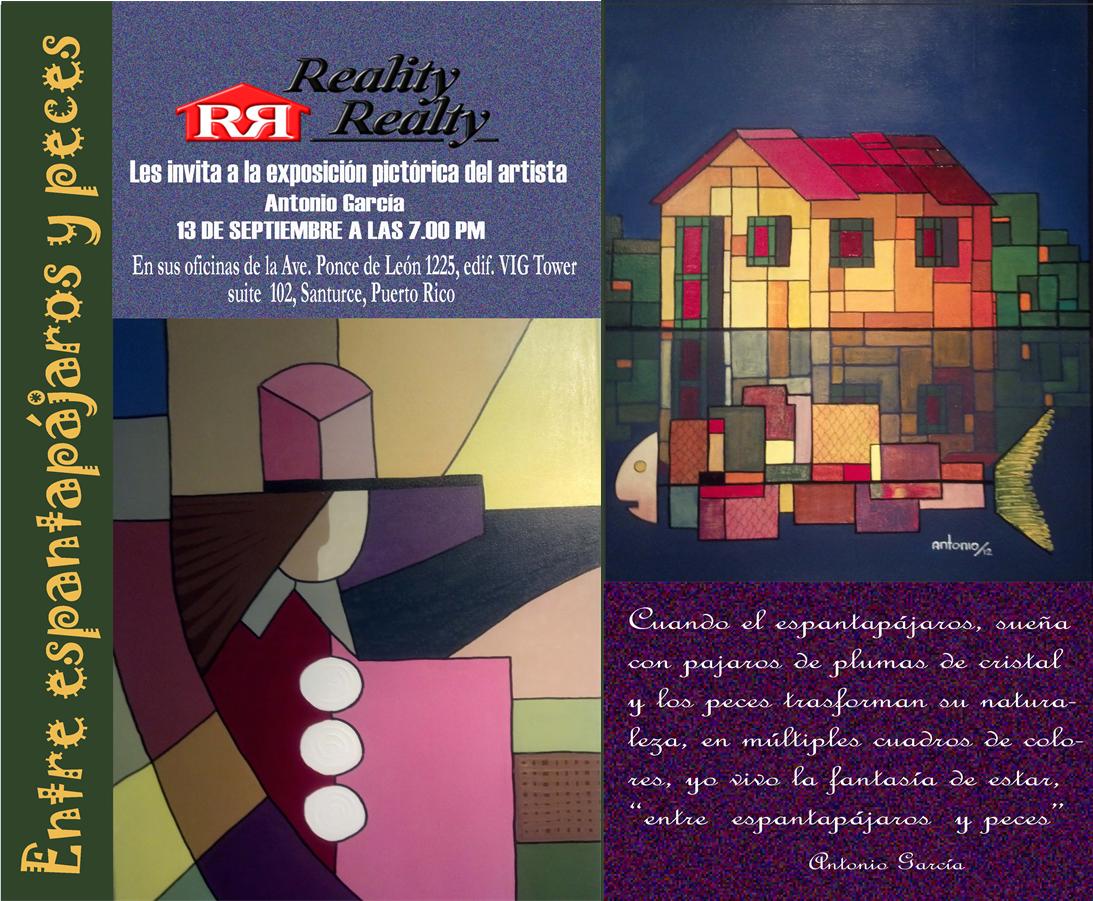 Entre espantapájaros y peces
RR
Reality
Realty
Les invita a la exposición pictórica del artista
Antonio García
13 DE SEPTIEMBRE A LAS 7.00 PM
En sus oficinas de la Ave. Ponce de León 1225, edif. VIG Tower
suite 102, Santurce, Puerto Rico
Antonio/12
Cuando el espantapájaros, sueña
con pajaros de plumas de cristal
y los peces trasforman su natura-
leza, en múltiples cuadros de colo-
res, yo vivo la fantasía de estar,
“entre espantapájaros y peces”
Antonio García